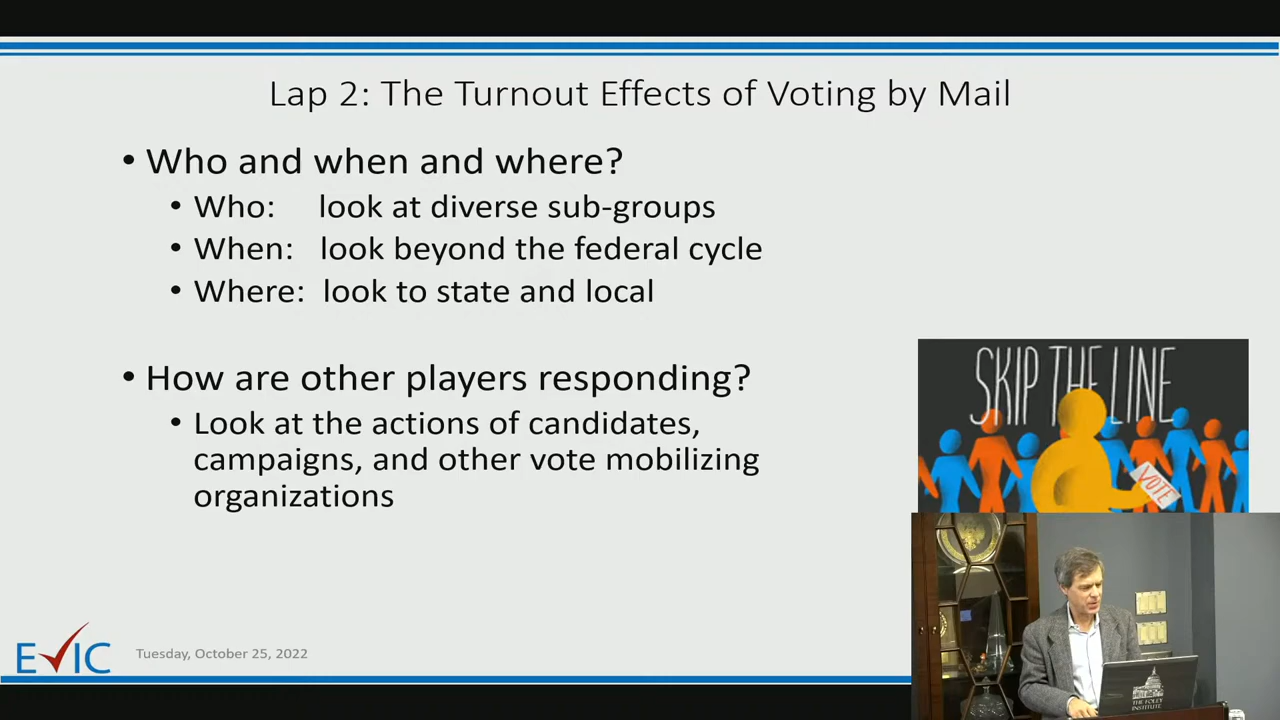 Lap 2: The Turnout Effects of Voting by Mail
• Who and when and where?
• Who: look at diverse sub-groups
• When: look beyond the federal cycle
• Where: look to state and local
• How are other players responding?
• Look at the actions of candidates,
campaigns, and other vote mobilizing
organizations
SKIP THE LINE
VOTE
THE FOLEY
INSTITUTE
EVIC
Tuesday, October 25, 2022